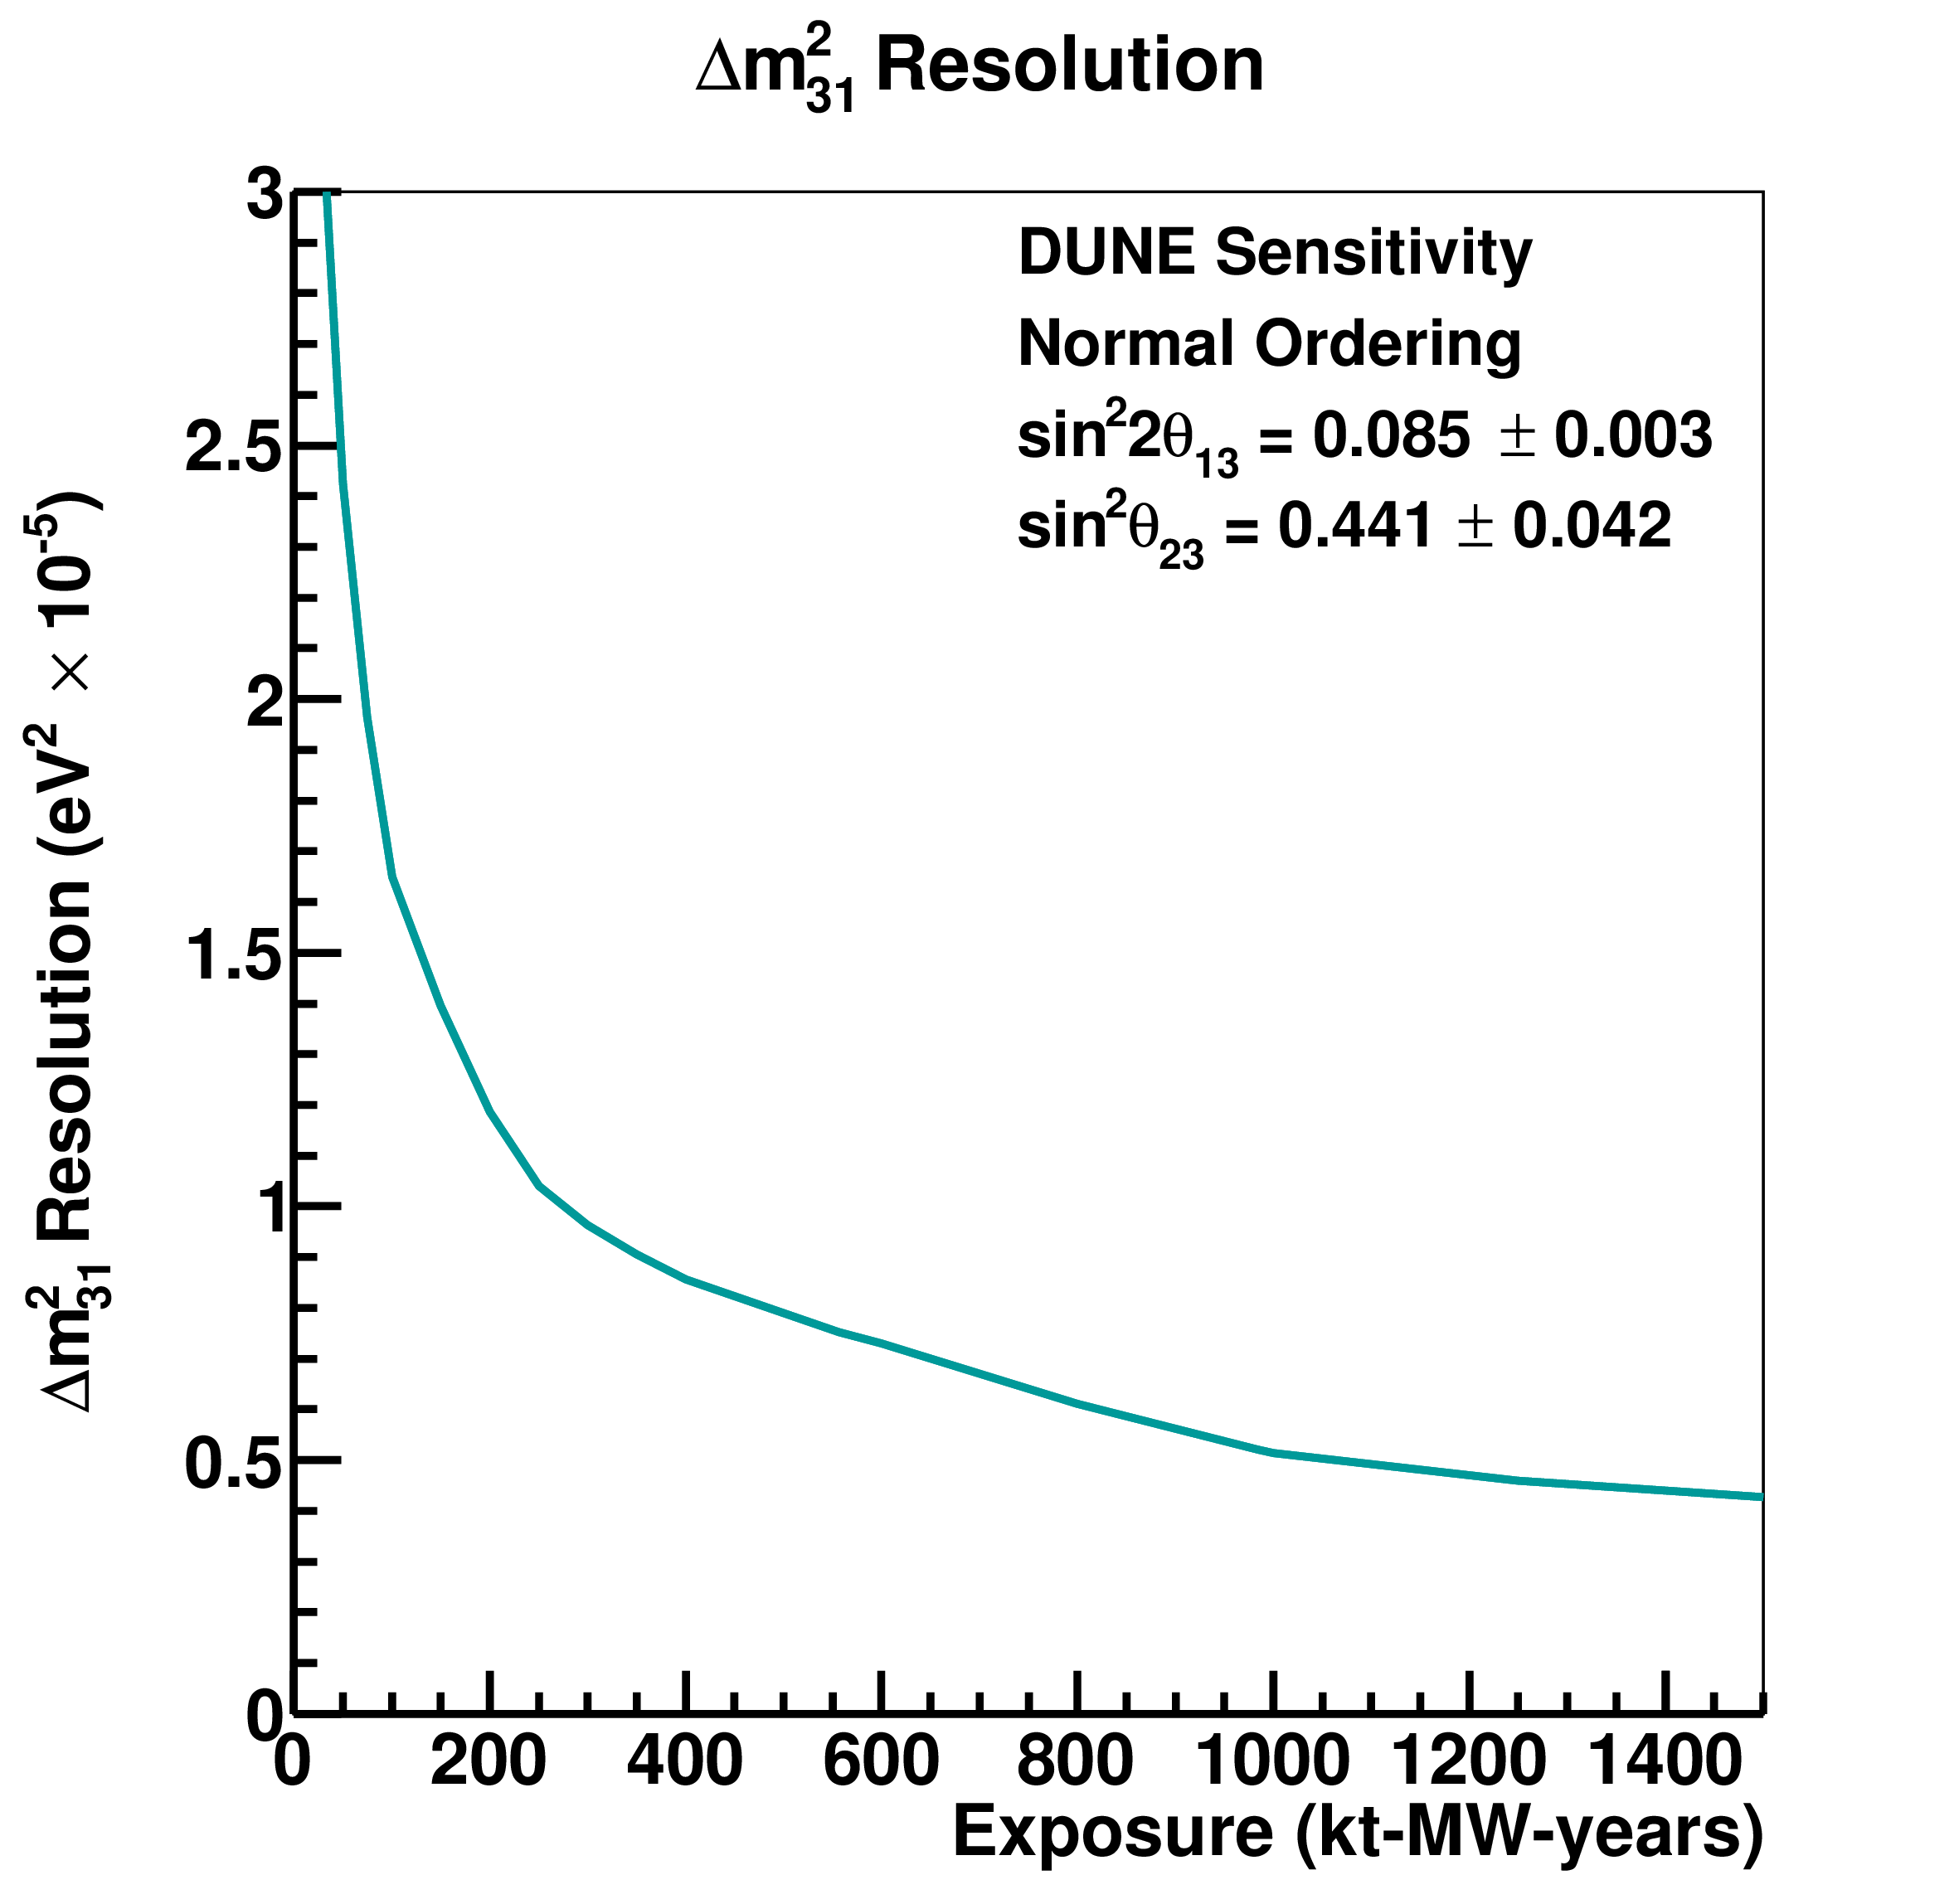 Δm²₃₁ Resolution
DUNE Sensitivity
Normal Ordering
sin²2θ₁₃ = 0.085 ± 0.003
sin²θ₂₃ = 0.441 ± 0.042
Δm²₃₁ Resolution (eV² × 10⁻⁵)
3
2.5
2
1.5
1
0.5
0
0 200 400 600 800 1000 1200 1400
Exposure (kt-MW-years)